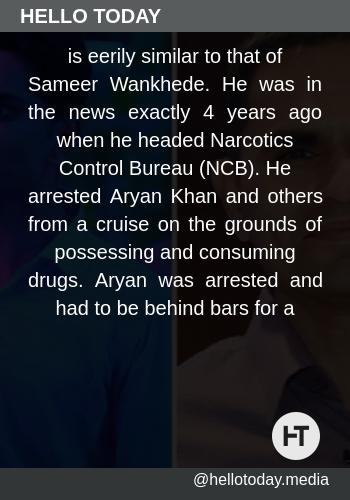 HELLO TODAY
is eerily similar to that of
Sameer Wankhede. He was in
the news exactly 4 years ago
when he headed Narcotics
Control Bureau (NCB). He
arrested Aryan Khan and others
from a cruise on the grounds of
possessing and consuming
drugs. Aryan was arrested and
had to be behind bars for a
HT
@hellotoday.media